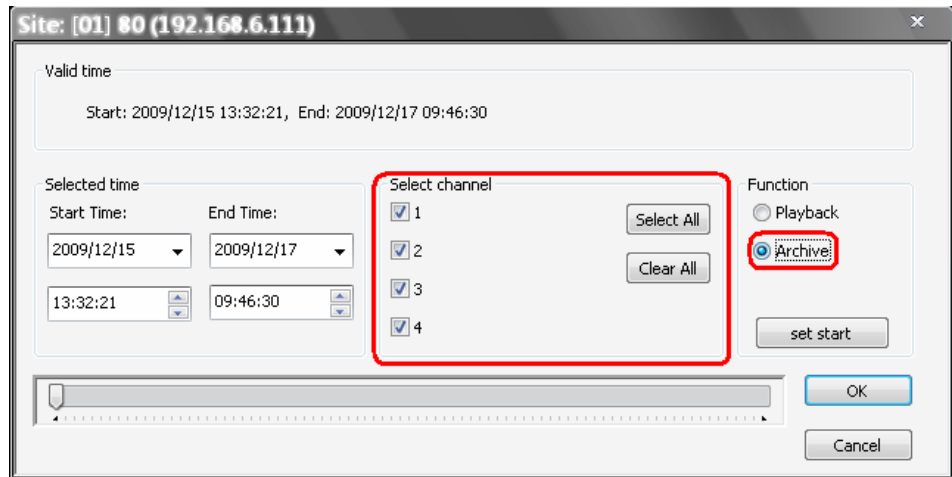 Site: [01] 80 (192.168.6.111)
Valid time
Start: 2009/12/15 13:32:21, End: 2009/12/17 09:46:30
Selected time
Start Time:
End Time:
2009/12/15
2009/12/17
13:32:21
09:46:30
Select channel
1
2
3
4
Select All
Clear All
Function
Playback
Archive
set start
OK
Cancel